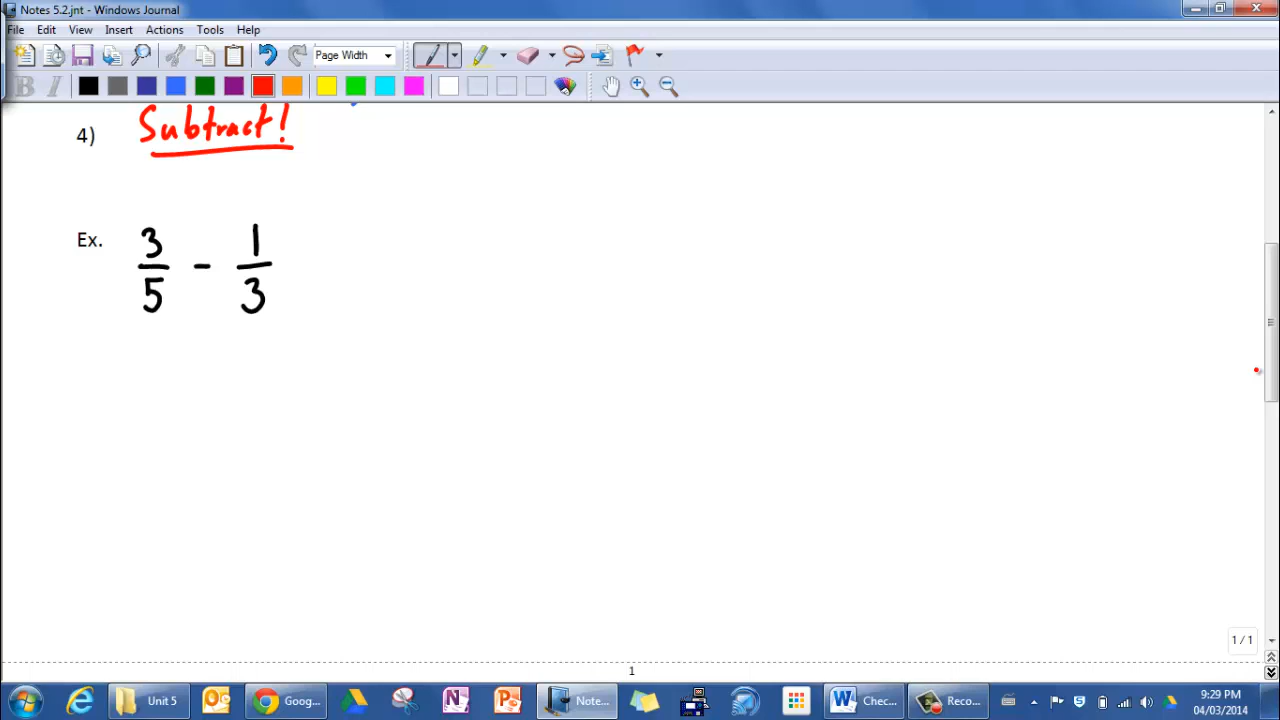 Notes 5.2.jnt - Windows Journal
File Edit View Insert Actions Tools Help
Page Width
B I
4) Subtract!
Ex. 3/5 - 1/3
1 / 1
1
Unit 5
Goog...
Note...
Chec...
Reco...
9:29 PM
04/03/2014